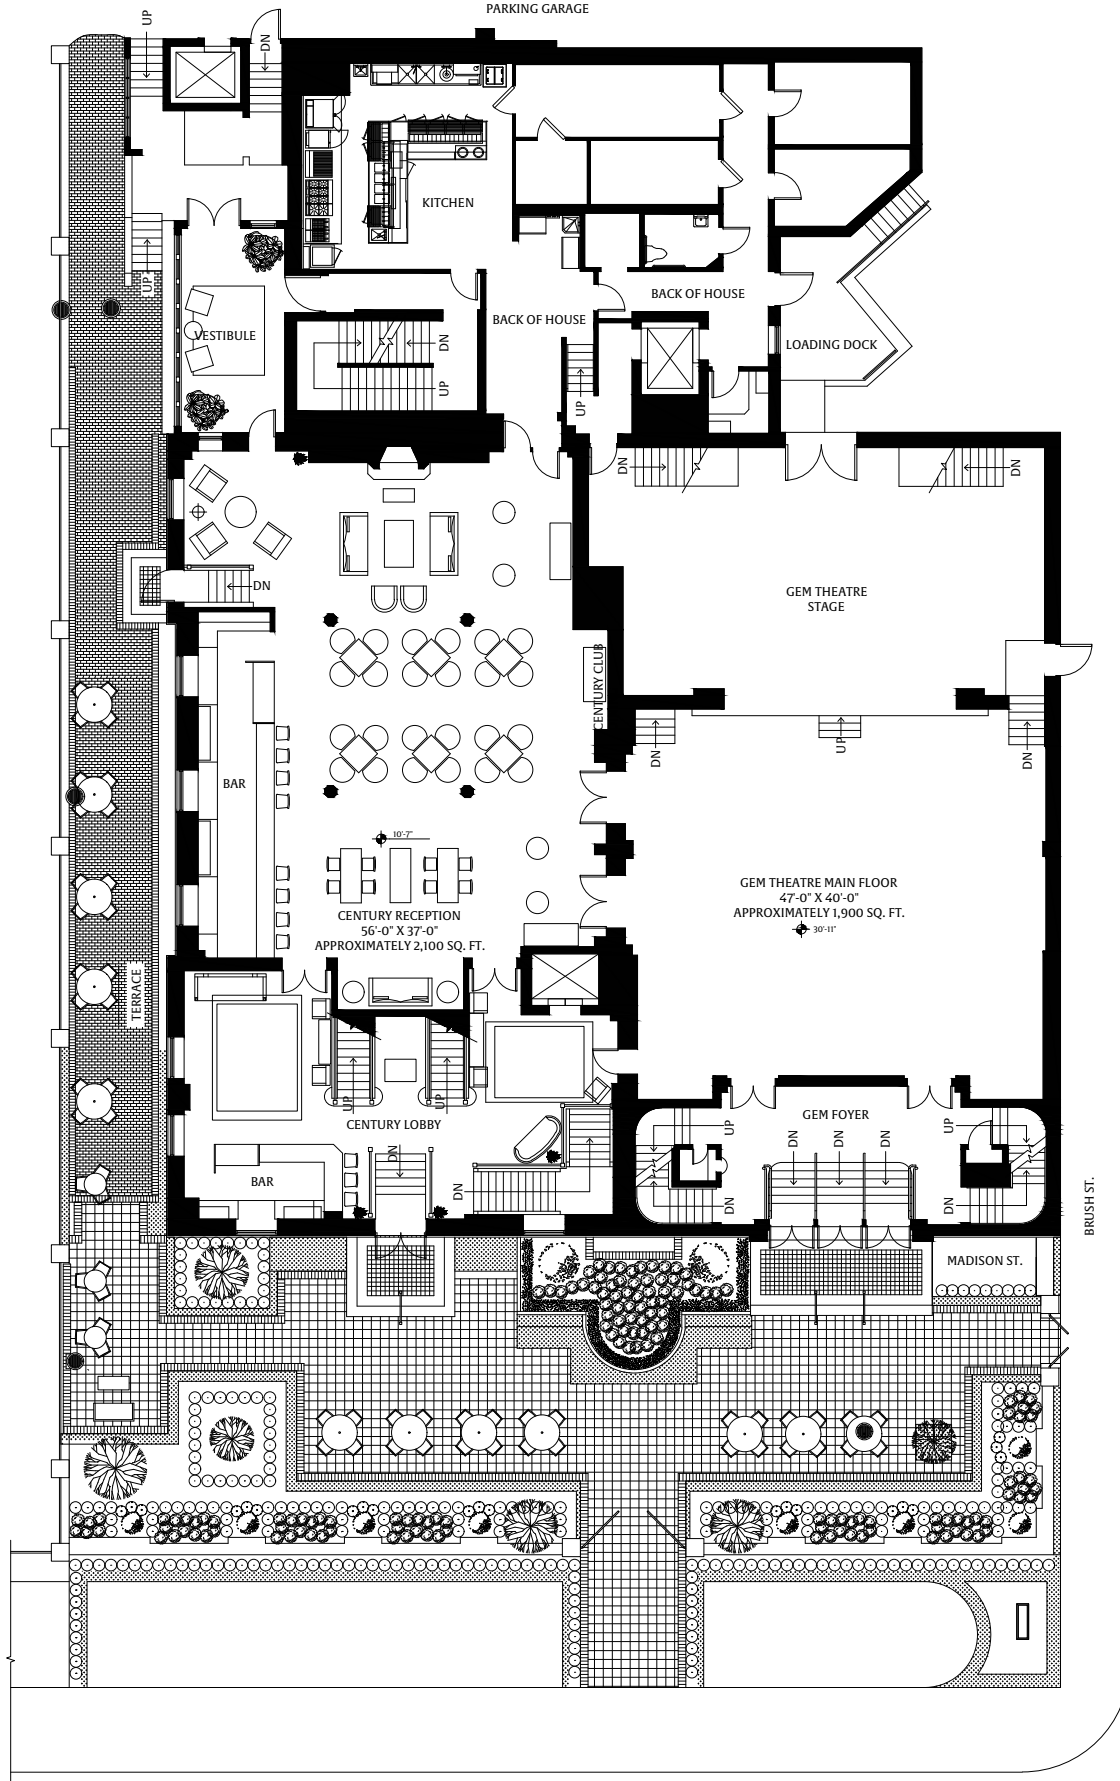 PARKING GARAGE
UP
DN
KITCHEN
UP
BACK OF HOUSE
BACK OF HOUSE
VESTIBULE
DN
LOADING DOCK
UP
UP
DN
DN
DN
GEM THEATRE
STAGE
CENTURY CLUB
DN
UP
DN
BAR
10'-7"
GEM THEATRE MAIN FLOOR
47'-0" X 40'-0"
APPROXIMATELY 1,900 SQ. FT.
30'-11"
CENTURY RECEPTION
56'-0" X 37'-0"
APPROXIMATELY 2,100 SQ. FT.
TERRACE
UP
UP
GEM FOYER
CENTURY LOBBY
UP
DN
DN
DN
UP
DN
BAR
DN
DN
DN
BRUSH ST.
MADISON ST.